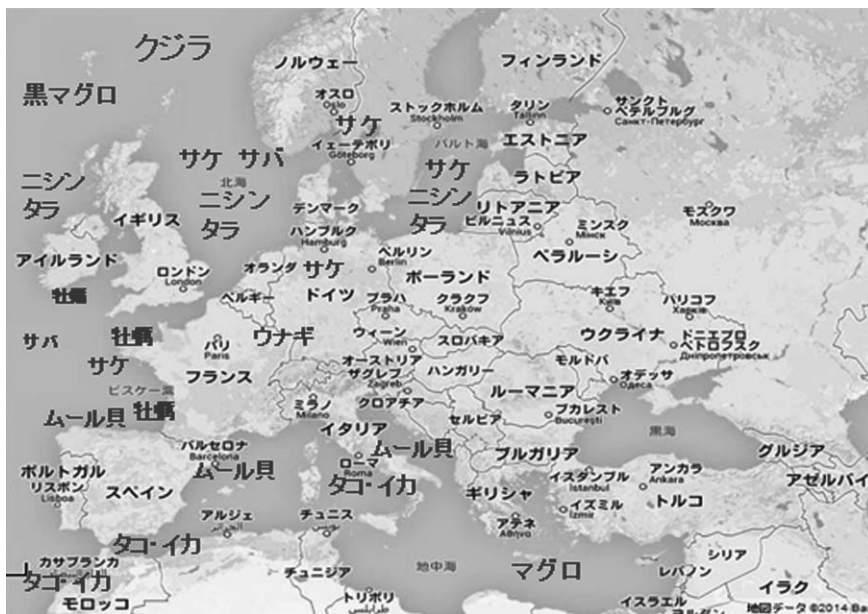 クジラ
ノルウェー
フィンランド
黒マグロ
オスロ
Oslo
サケ
ストックホルム
Stockholm
タリン
Tallinn
サンクト
ペテルブルグ
Санкт-Петербург
イェーテボリ
Göteborg
バルト海
エストニア
サケ サバ
北海
サケ
ラトビア
ニシン
タラ
ニシン
タラ
デンマーク
ニシン
タラ
リトアニア
ビルニュス
Vilnius
ミンスク
Мінск
モスクワ
Москва
イギリス
ハンブルク
Hamburg
ベラルーシ
アイルランド
ロンドン
London
オランダ
サケ
ベルリン
Berlin
ポーランド
牡蠣
ベルギー
ドイツ
プラハ
Praha
クラクフ
Kraków
キエフ
Київ
ハリコフ
Харків
サバ
牡蠣
パリ
Paris
ウナギ
ウィーン
Wien
スロバキア
ウクライナ
ドニエプロ
ペトロフスク
Дніпропетровськ
サケ
フランス
オーストリア
ハンガリー
モルドバ
ビスケー湾
ザグレブ
Zagreb
オデッサ
Одеса
ルーマニア
ムール貝
牡蠣
ミラノ
Milano
クロアチア
セルビア
ブカレスト
București
イタリア
黒海
バルセロナ
Barcelona
ムール貝
ムール貝
ブルガリア
グルジア
ポルトガル
リスボン
Lisboa
スペイン
ローマ
Roma
タコ・イカ
イスタンブル
İstanbul
アンカラ
Ankara
アゼルバイ
ギリシャ
イズミル
İzmir
トルコ
アルジェ
الجزائر
チュニス
تونس
アテネ
Αθήνα
タコ・イカ
カサブランカ
タコ・イカ
モロッコ
チュニジア
地中海
マグロ
シリア
レバノン
トリポリ
طرابلس
イスラエル
イラク
ヨルダン
地図データ ©2014 B